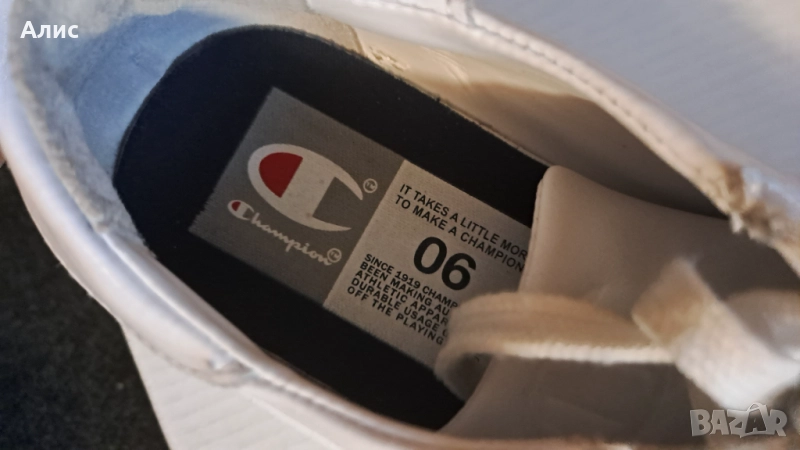 Алис
Champion
IT TAKES A LITTLE MOR
TO MAKE A CHAMPION
06
SINCE 1919 CHAMP
BEEN MAKING AU
ATHLETIC APPAR
DURABLE USAGE
OFF THE PLAYING
BAZAR